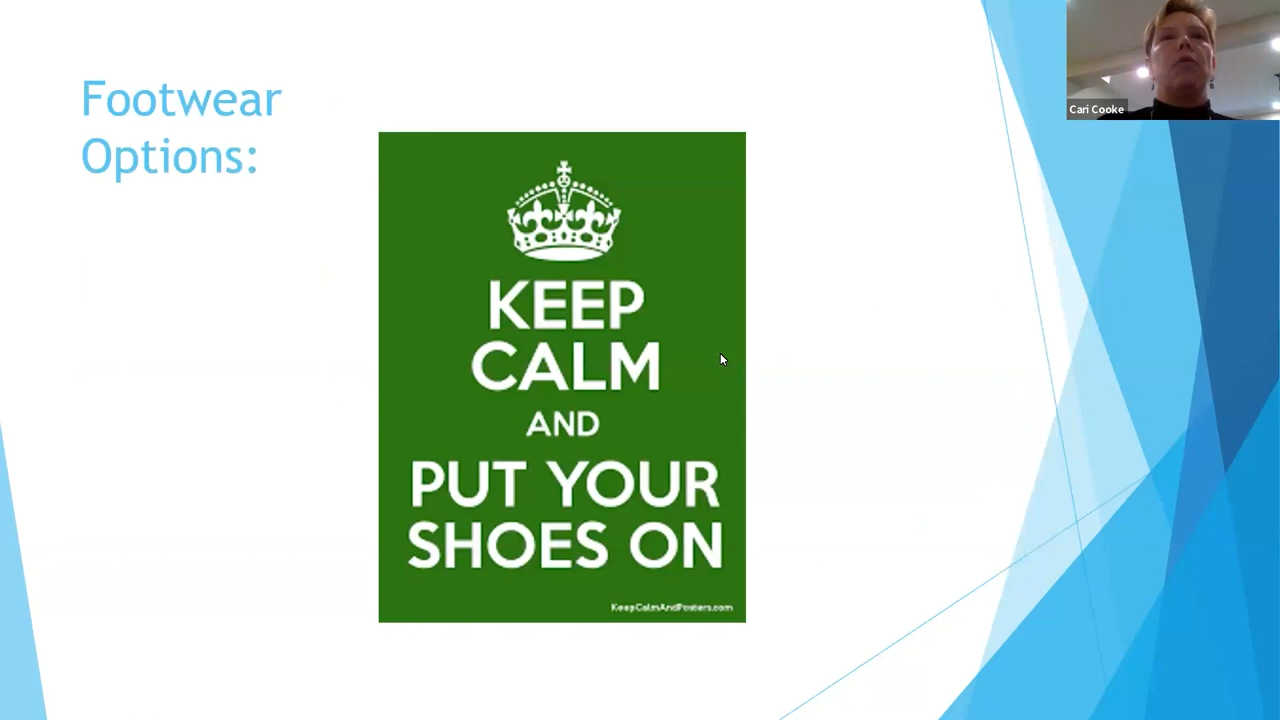 Footwear
Options:
Cari Cooke
KEEP
CALM
AND
PUT YOUR
SHOES ON
KeepCalmAndPosters.com